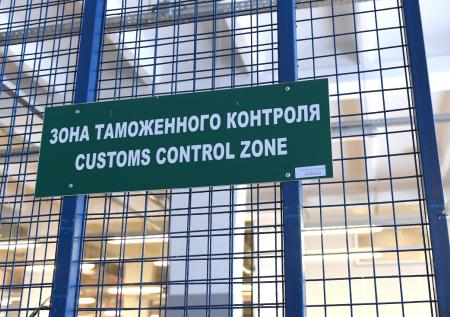 ЗОНА ТАМОЖЕННОГО КОНТРОЛЯ
CUSTOMS CONTROL ZONE